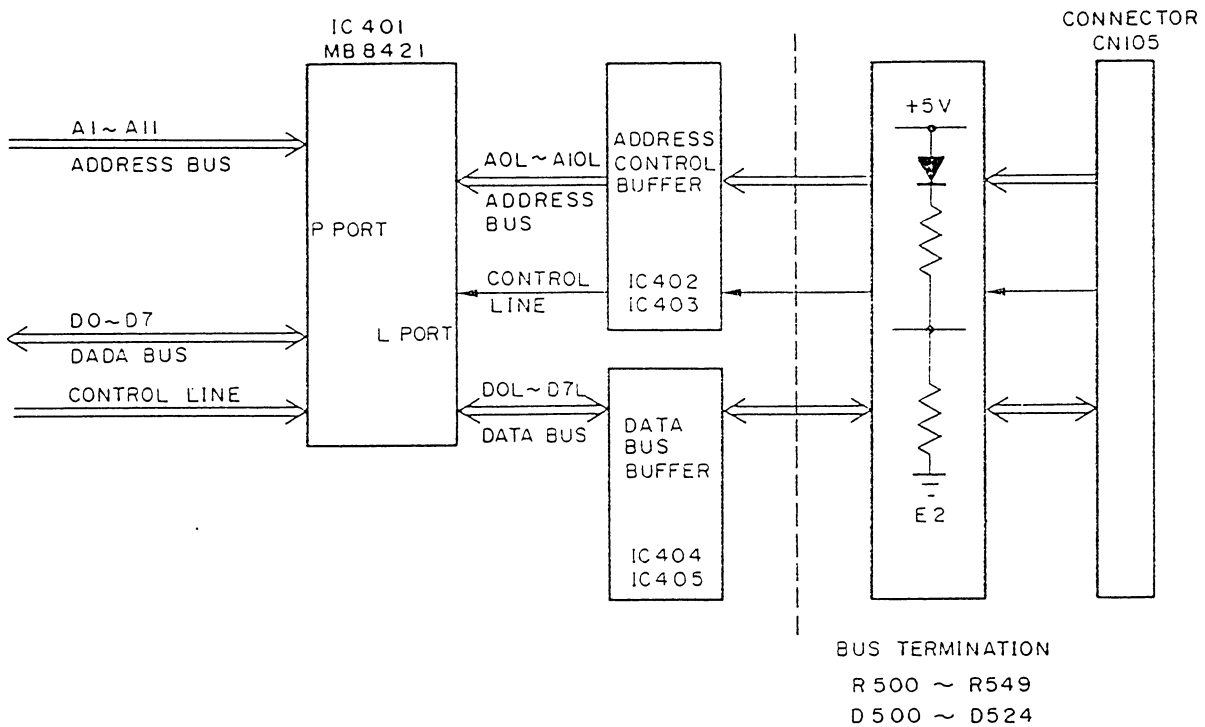 IC401
MB8421
CONNECTOR
CN105
A1~A11
ADDRESS BUS
P PORT
D0~D7
DADA BUS
CONTROL LINE
L PORT
A0L~A10L
ADDRESS
BUS
CONTROL
LINE
D0L~D7L
DATA BUS
ADDRESS
CONTROL
BUFFER
IC402
IC403
DATA
BUS
BUFFER
IC404
IC405
+5V
E2
BUS TERMINATION
R500 ~ R549
D500 ~ D524